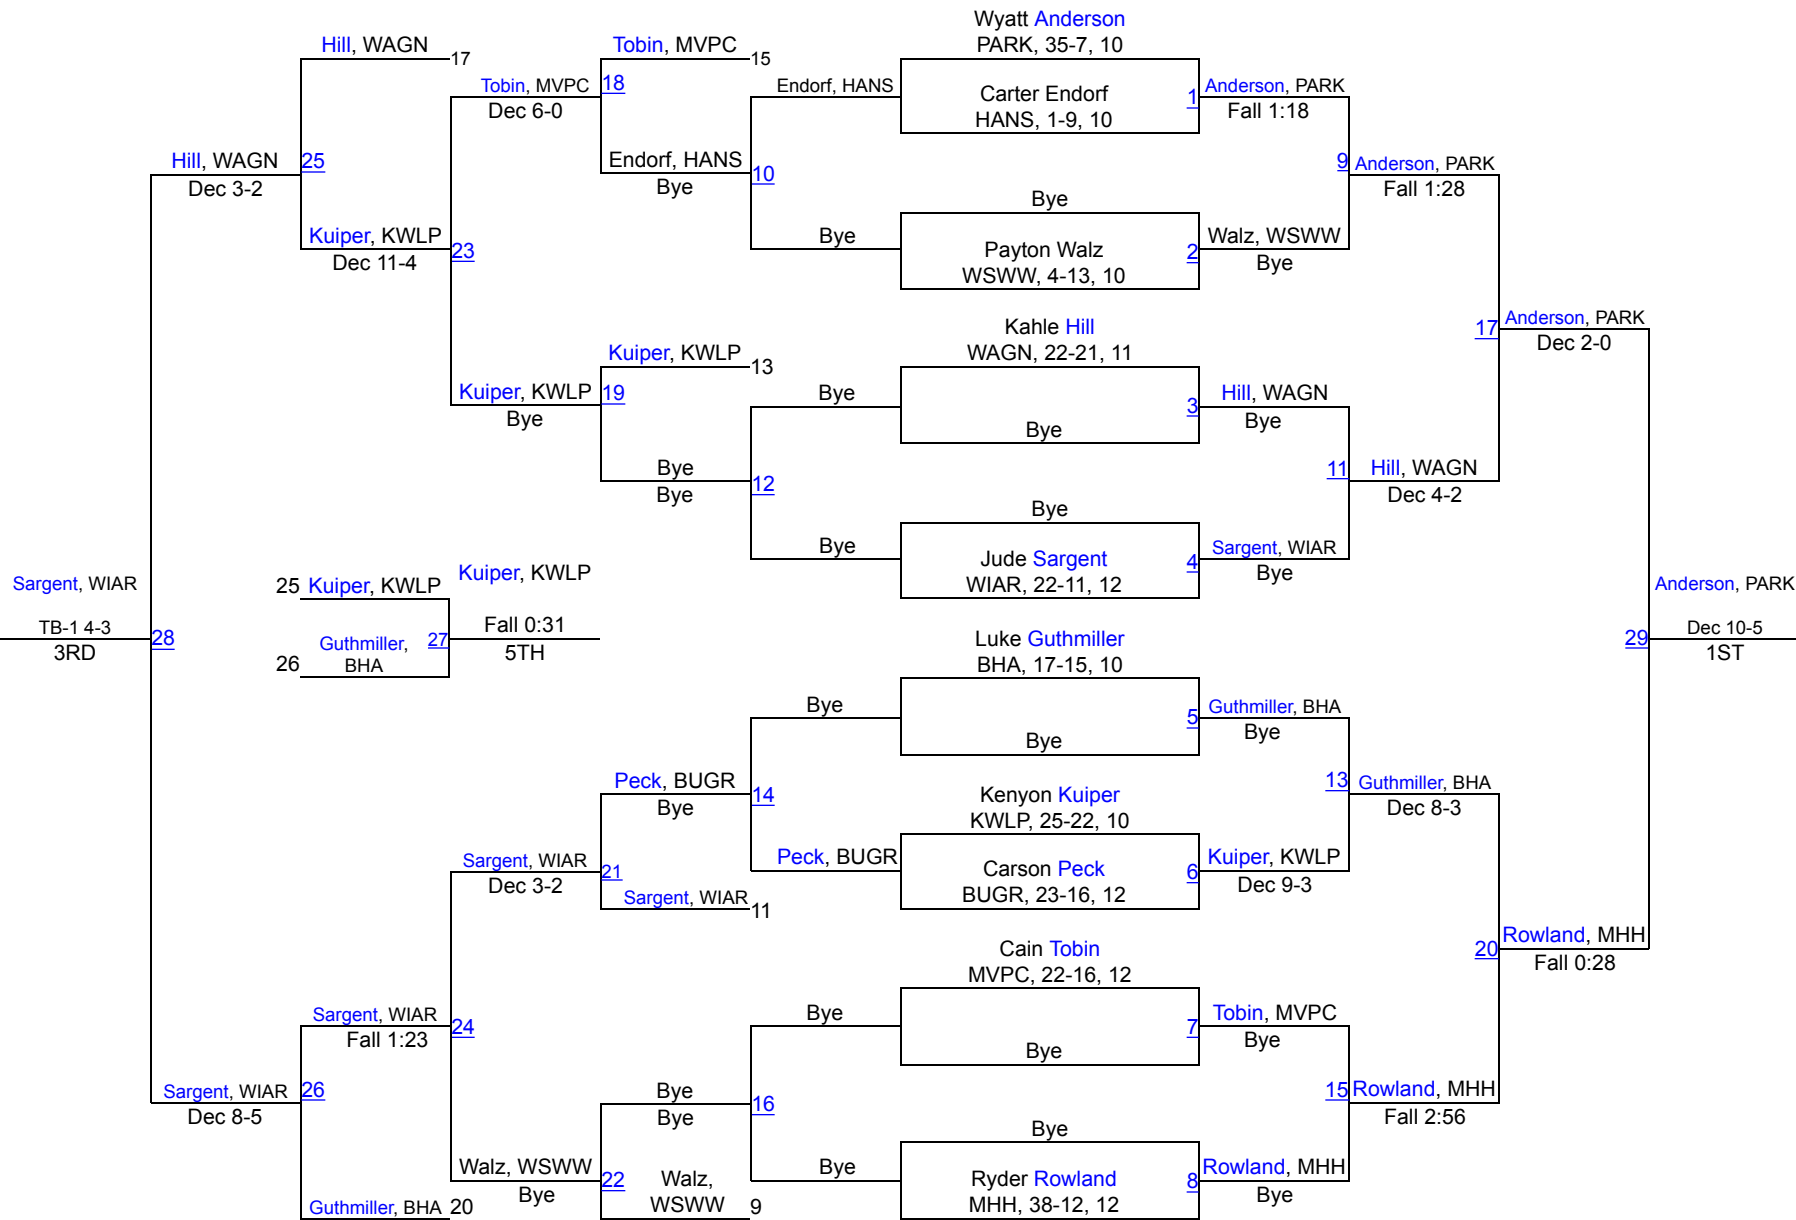 Wyatt Anderson
PARK, 35-7, 10
Hill, WAGN
17
Tobin, MVPC
15
Tobin, MVPC
18
Dec 6-0
Endorf, HANS
Carter Endorf
HANS, 1-9, 10
1
Anderson, PARK
Fall 1:18
Hill, WAGN
25
Dec 3-2
Endorf, HANS
10
Bye
9
Anderson, PARK
Fall 1:28
Bye
Kuiper, KWLP
23
Dec 11-4
Bye
Payton Walz
WSWW, 4-13, 10
2
Walz, WSWW
Bye
Kahle Hill
WAGN, 22-21, 11
17
Anderson, PARK
Dec 2-0
Kuiper, KWLP
13
Kuiper, KWLP
19
Bye
Bye
Bye
3
Hill, WAGN
Bye
Bye
12
Bye
11
Hill, WAGN
Dec 4-2
Bye
Bye
Jude Sargent
WIAR, 22-11, 12
4
Sargent, WIAR
Bye
Sargent, WIAR
25
Kuiper, KWLP
Kuiper, KWLP
Anderson, PARK
TB-1 4-3
28
3RD
26
Guthmiller,
BHA
27
Fall 0:31
5TH
29
Dec 10-5
1ST
Luke Guthmiller
BHA, 17-15, 10
Bye
Bye
5
Guthmiller, BHA
Bye
Peck, BUGR
14
Bye
Kenyon Kuiper
KWLP, 25-22, 10
13
Guthmiller, BHA
Dec 8-3
Sargent, WIAR
21
Dec 3-2
Peck, BUGR
Carson Peck
BUGR, 23-16, 12
6
Kuiper, KWLP
Dec 9-3
Sargent, WIAR
11
Cain Tobin
MVPC, 22-16, 12
20
Rowland, MHH
Fall 0:28
Sargent, WIAR
24
Fall 1:23
Bye
Bye
7
Tobin, MVPC
Bye
Sargent, WIAR
26
Dec 8-5
Bye
16
Bye
15
Rowland, MHH
Fall 2:56
Bye
Walz, WSWW
22
Bye
Walz,
WSWW
9
Bye
Ryder Rowland
MHH, 38-12, 12
8
Rowland, MHH
Bye
Guthmiller, BHA
20